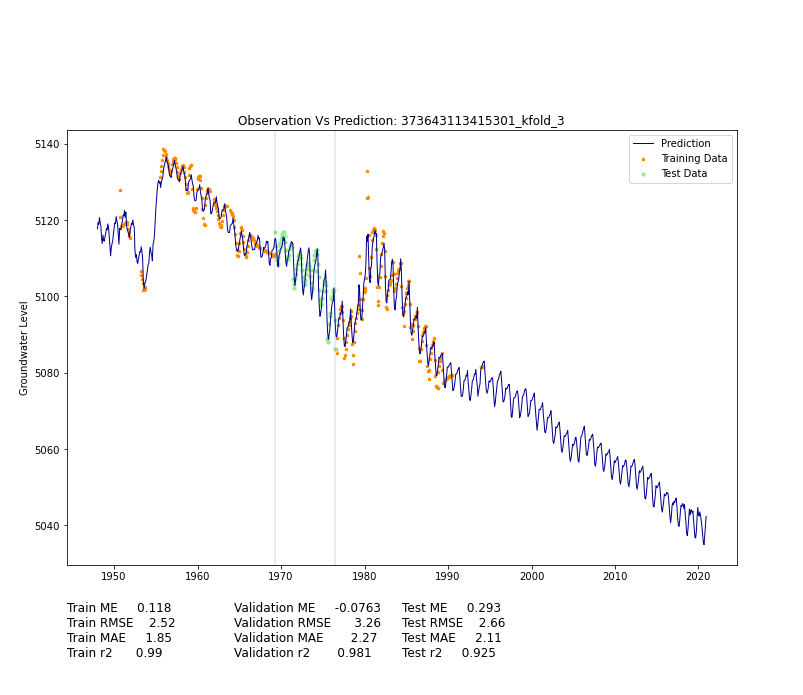 Observation Vs Prediction: 373643113415301_kfold_3
Prediction
Training Data
Test Data
Groundwater Level
5140
5120
5100
5080
5060
5040
1950 1960 1970 1980 1990 2000 2010 2020
Train ME 0.118 Validation ME -0.0763 Test ME 0.293
Train RMSE 2.52 Validation RMSE 3.26 Test RMSE 2.66
Train MAE 1.85 Validation MAE 2.27 Test MAE 2.11
Train r2 0.99 Validation r2 0.981 Test r2 0.925